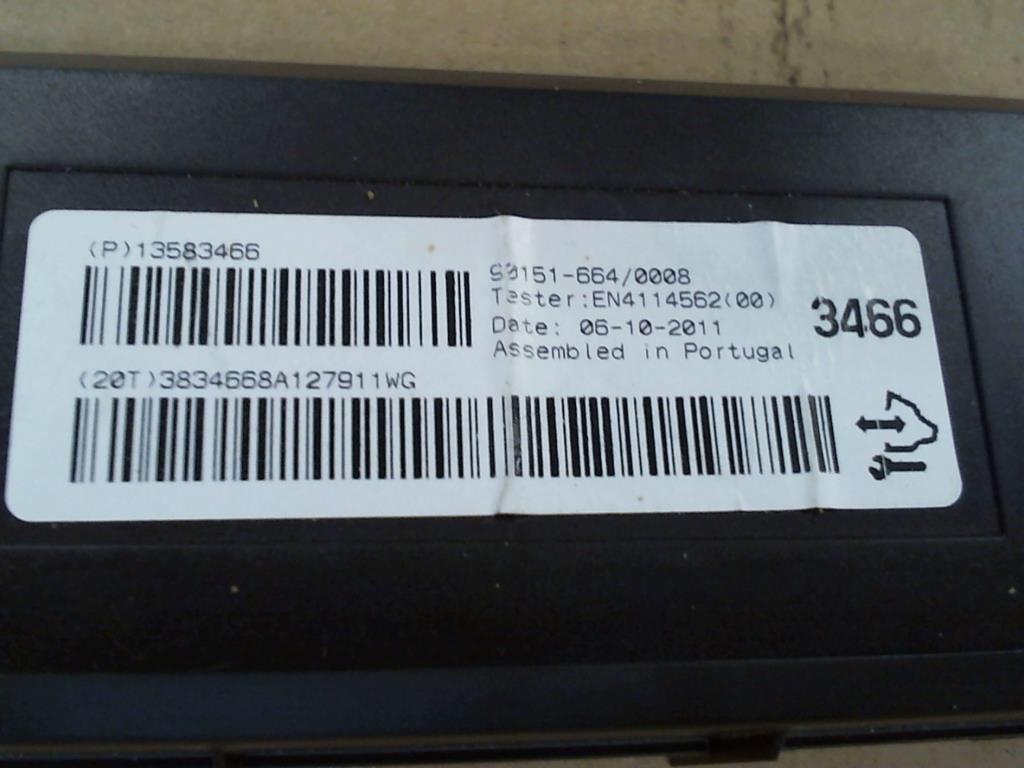 (P)13583466
S0151-664/0008
Tester:EN4114562(00)
Date: 06-10-2011
Assembled in Portugal
3466
(20T)3834668A127911WG